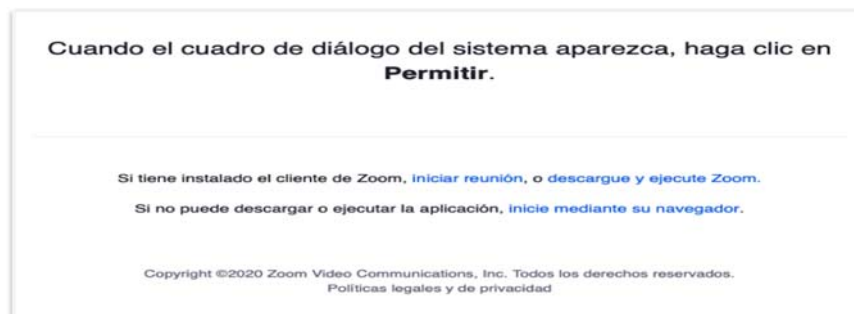 Cuando el cuadro de diálogo del sistema aparezca, haga clic en
Permitir.
Si tiene instalado el cliente de Zoom, iniciar reunión, o descargue y ejecute Zoom.
Si no puede descargar o ejecutar la aplicación, inicie mediante su navegador.
Copyright ©2020 Zoom Video Communications, Inc. Todos los derechos reservados.
Políticas legales y de privacidad